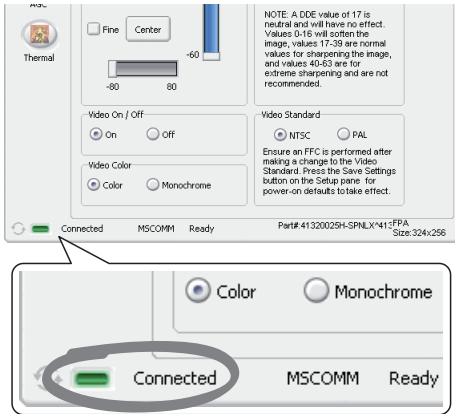 AGC
Thermal
Fine
Center
-60
-80
80
NOTE: A DDE value of 17 is
neutral and will have no effect.
Values 0-16 will soften the
image, values 17-39 are normal
values for sharpening the image,
and values 40-63 are for
extreme sharpening and are not
recommended.
Video On / Off
On
Off
Video Color
Color
Monochrome
Video Standard
NTSC
PAL
Ensure an FFC is performed after
making a change to the Video
Standard. Press the Save Settings
button on the Setup pane for
power-on defaults to take effect.
Connected
MSCOMM
Ready
Part#:41320025H-SPNLX^413
FPA
Size:324x256
Color
Monochrome
Connected
MSCOMM
Ready